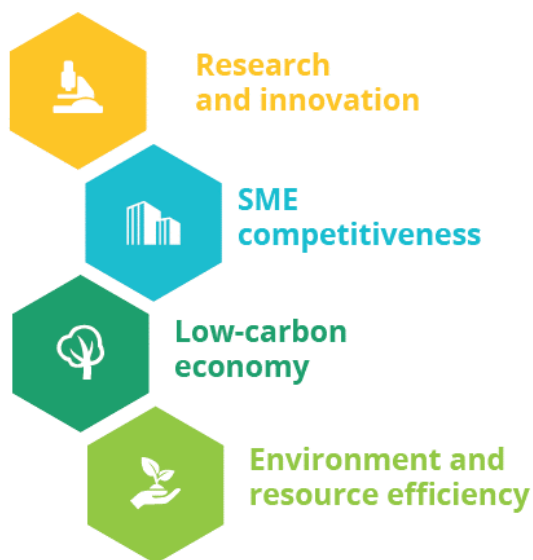 Research
and innovation
SME
competitiveness
Low-carbon
economy
Environment and
resource efficiency